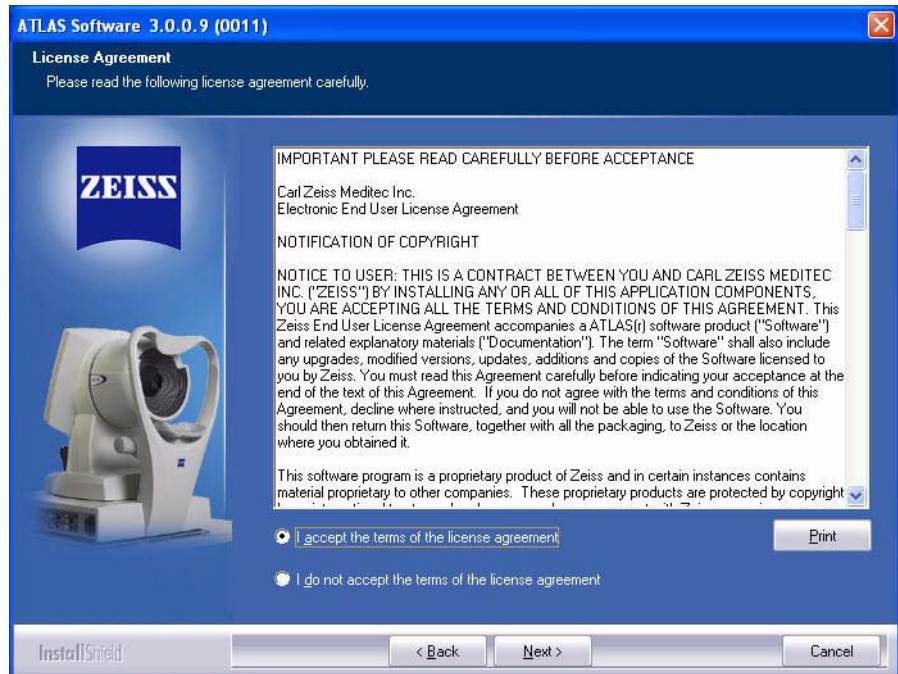 ATLAS Software 3.0.0.9 (0011)
License Agreement
Please read the following license agreement carefully.
ZEISS
IMPORTANT PLEASE READ CAREFULLY BEFORE ACCEPTANCE
Carl Zeiss Meditec Inc.
Electronic End User License Agreement
NOTIFICATION OF COPYRIGHT
NOTICE TO USER: THIS IS A CONTRACT BETWEEN YOU AND CARL ZEISS MEDITEC
INC. ("ZEISS") BY INSTALLING ANY OR ALL OF THIS APPLICATION COMPONENTS,
YOU ARE ACCEPTING ALL THE TERMS AND CONDITIONS OF THIS AGREEMENT. This
Zeiss End User License Agreement accompanies a ATLAS(r) software product ("Software")
and related explanatory materials ("Documentation"). The term "Software" shall also include
any upgrades, modified versions, updates, additions and copies of the Software licensed to
you by Zeiss. You must read this Agreement carefully before indicating your acceptance at the
end of the text of this Agreement. If you do not agree with the terms and conditions of this
Agreement, decline where instructed, and you will not be able to use the Software. You
should then return this Software, together with all the packaging, to Zeiss or the location
where you obtained it.
This software program is a proprietary product of Zeiss and in certain instances contains
material proprietary to other companies. These proprietary products are protected by copyright
I accept the terms of the license agreement
Print
I do not accept the terms of the license agreement
InstallShield
< Back
Next >
Cancel